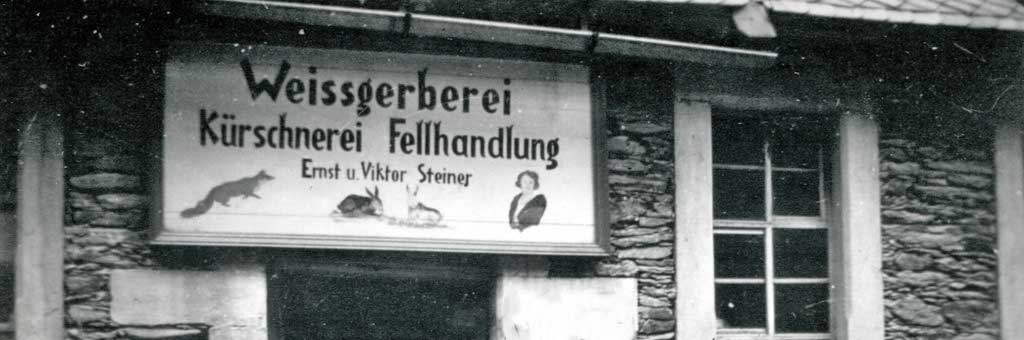 Weissgerberei
Kürschnerei Fellhandlung
Ernst u. Viktor Steiner